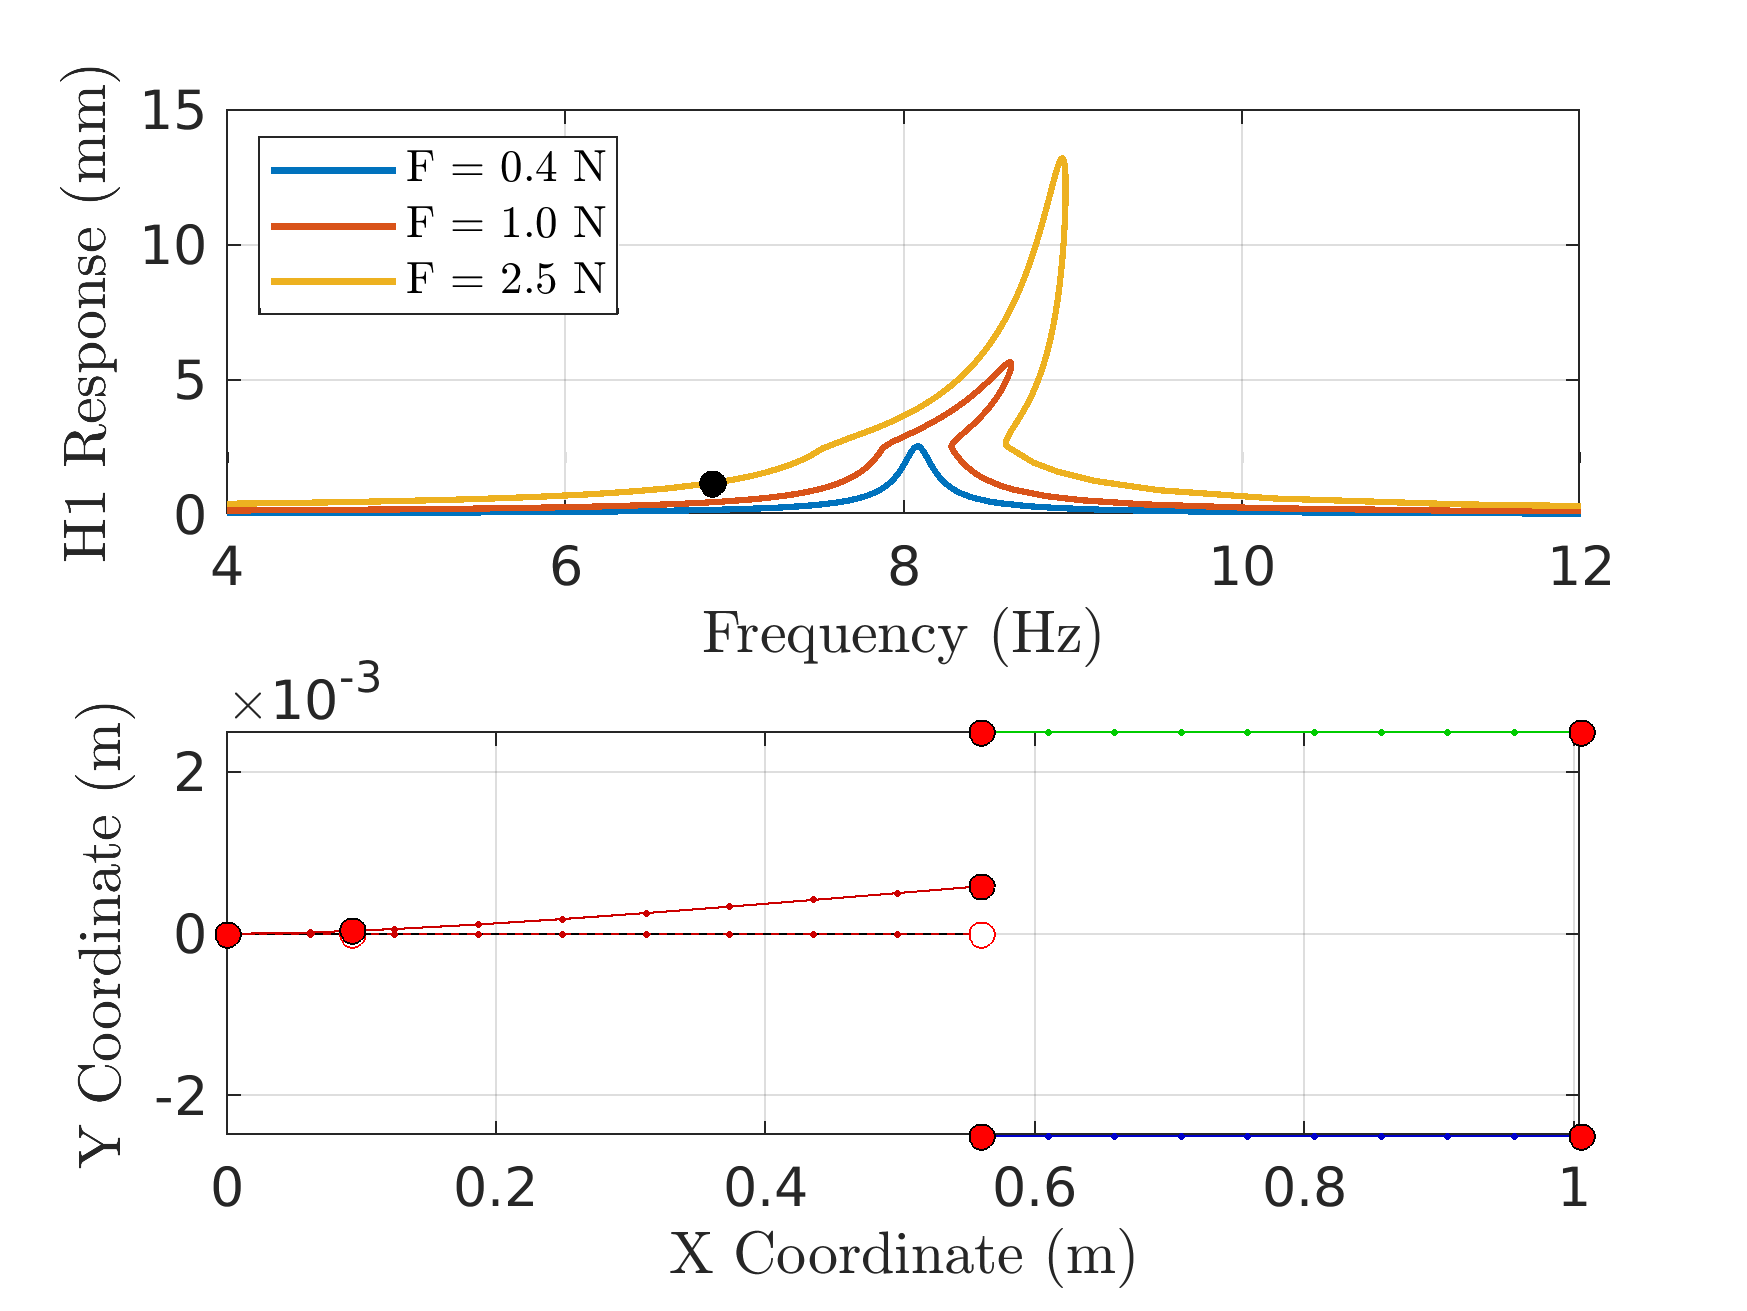 H1 Response (mm)
15
10
5
0
F = 0.4 N
F = 1.0 N
F = 2.5 N
4 6 8 10 12
Frequency (Hz)
×10-3
Y Coordinate (m)
2
0
-2
0 0.2 0.4 0.6 0.8 1
X Coordinate (m)